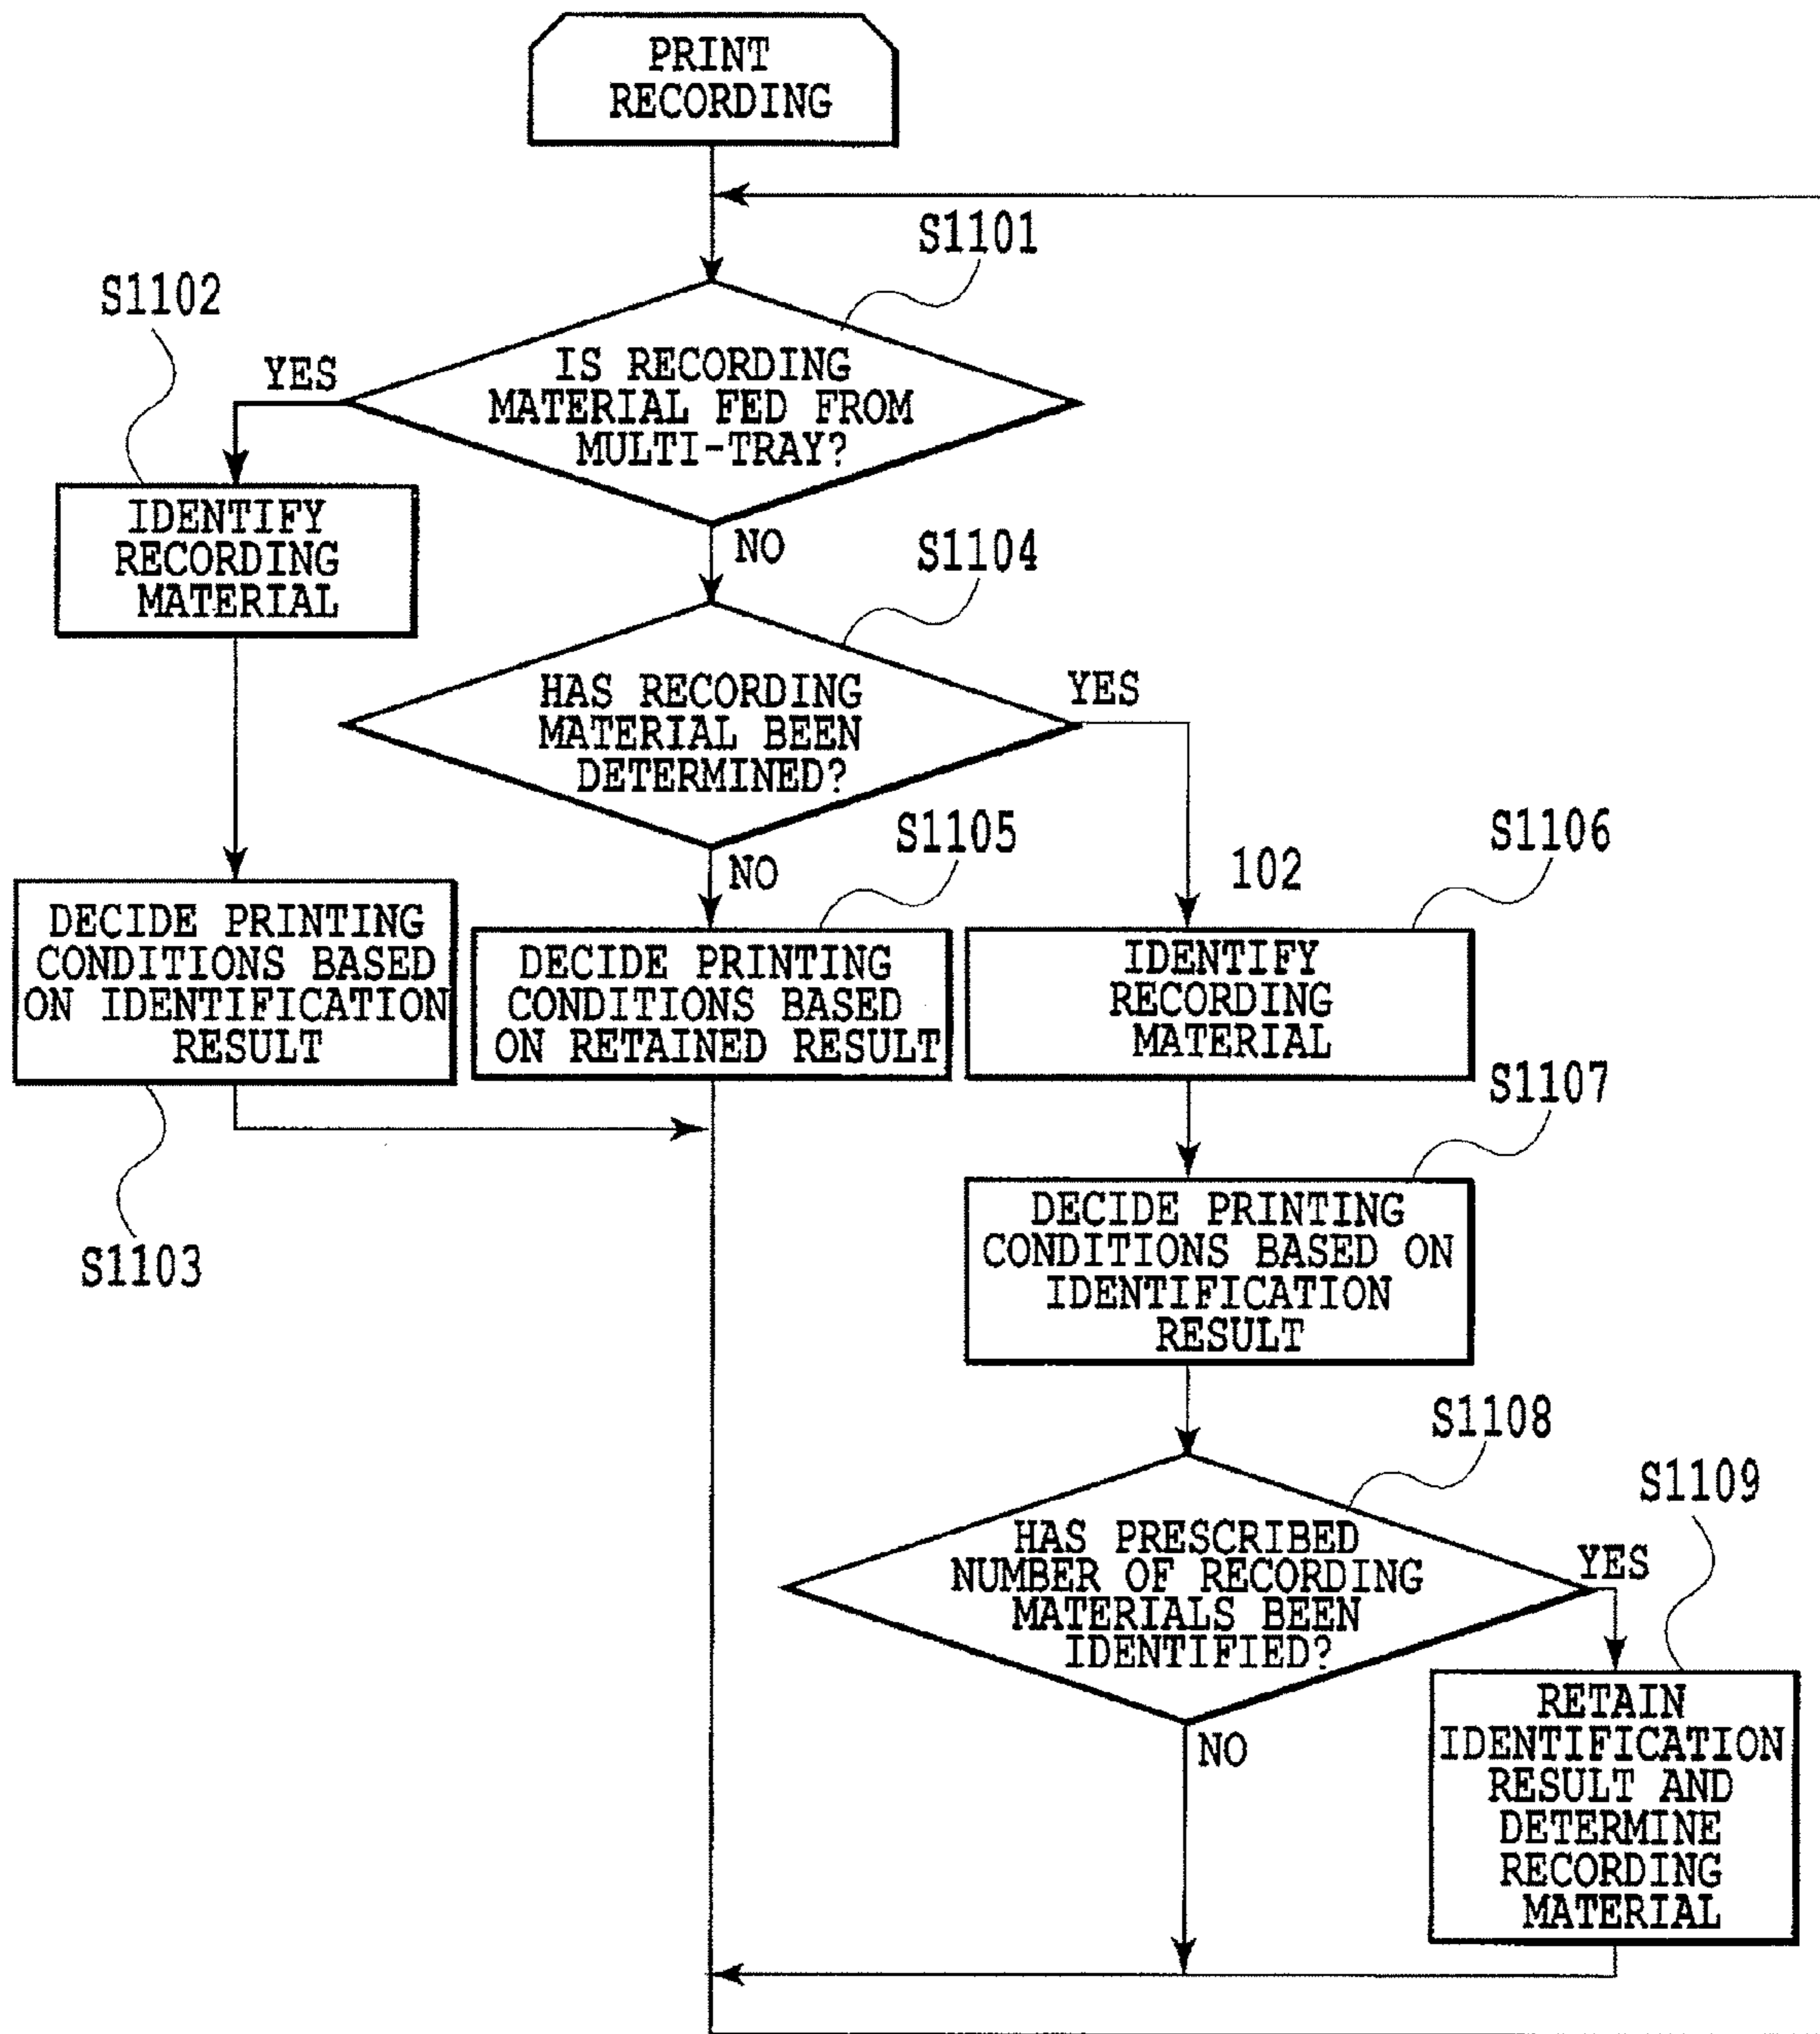 PRINT
RECORDING
S1101
S1102
YES
IS RECORDING
MATERIAL FED FROM
MULTI-TRAY?
IDENTIFY
RECORDING
MATERIAL
NO
S1104
HAS RECORDING
MATERIAL BEEN
DETERMINED?
YES
S1105
NO
102
S1106
DECIDE PRINTING
CONDITIONS BASED
ON IDENTIFICATION
RESULT
DECIDE PRINTING
CONDITIONS BASED
ON RETAINED RESULT
IDENTIFY
RECORDING
MATERIAL
S1107
S1103
DECIDE PRINTING
CONDITIONS BASED ON
IDENTIFICATION
RESULT
S1108
S1109
HAS PRESCRIBED
NUMBER OF RECORDING
MATERIALS BEEN
IDENTIFIED?
YES
NO
RETAIN
IDENTIFICATION
RESULT AND
DETERMINE
RECORDING
MATERIAL